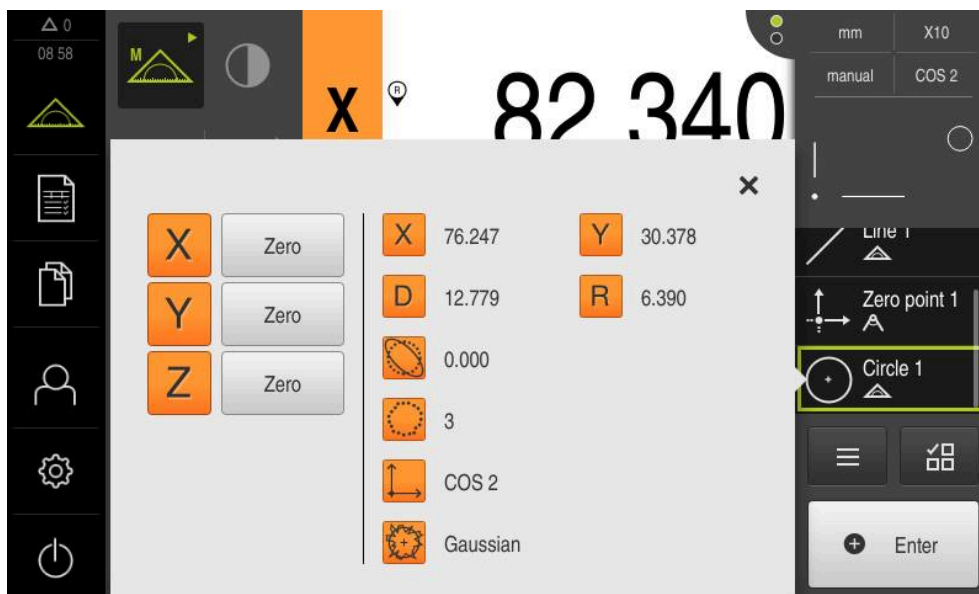 0
08 58
M
X
R
82.340
mm X10
manual COS 2
X Zero
Y Zero
Z Zero
X 76.247 Y 30.378
D 12.779 R 6.390
0.000
3
COS 2
Gaussian
Line 1
Zero point 1
Circle 1
Enter